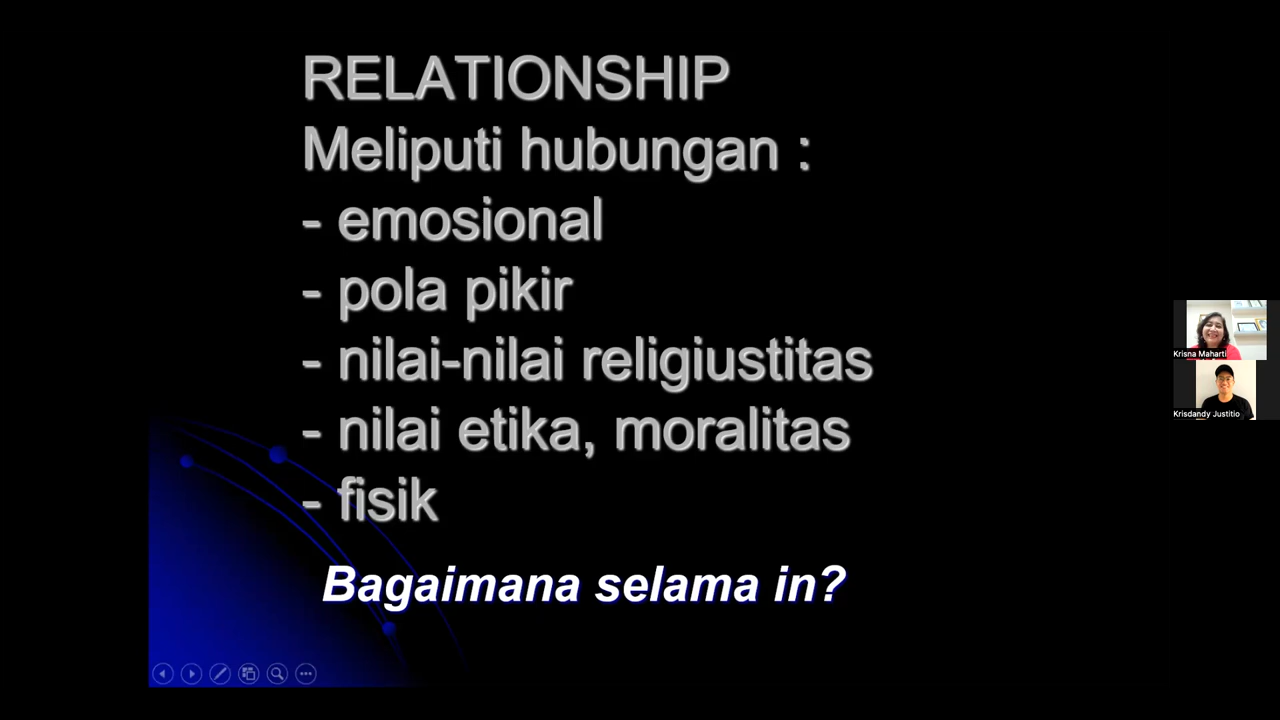 RELATIONSHIP
Meliputi hubungan :
- emosional
- pola pikir
- nilai-nilai religiustitas
- nilai etika, moralitas
- fisik
Bagaimana selama in?
Krisna Maharti
Krisdandy Justitio